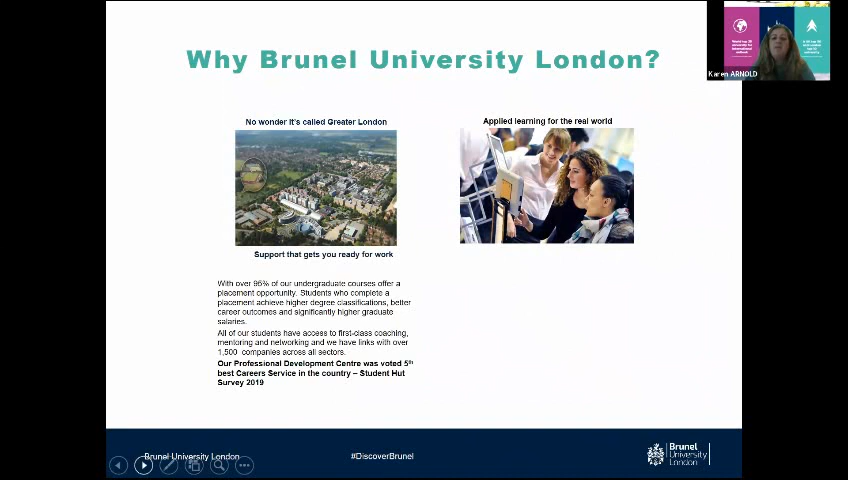 Why Brunel University London?
Karen ARNOLD
No wonder it's called Greater London
Applied learning for the real world
Support that gets you ready for work
With over 95% of our undergraduate courses offer a
placement opportunity. Students who complete a
placement achieve higher degree classifications, better
career outcomes and significantly higher graduate
salaries.
All of our students have access to first-class coaching,
mentoring and networking and we have links with over
1,500 companies across all sectors.
Our Professional Development Centre was voted 5th
best Careers Service in the country – Student Hut
Survey 2019
Brunel University London
#DiscoverBrunel
Brunel
University
London